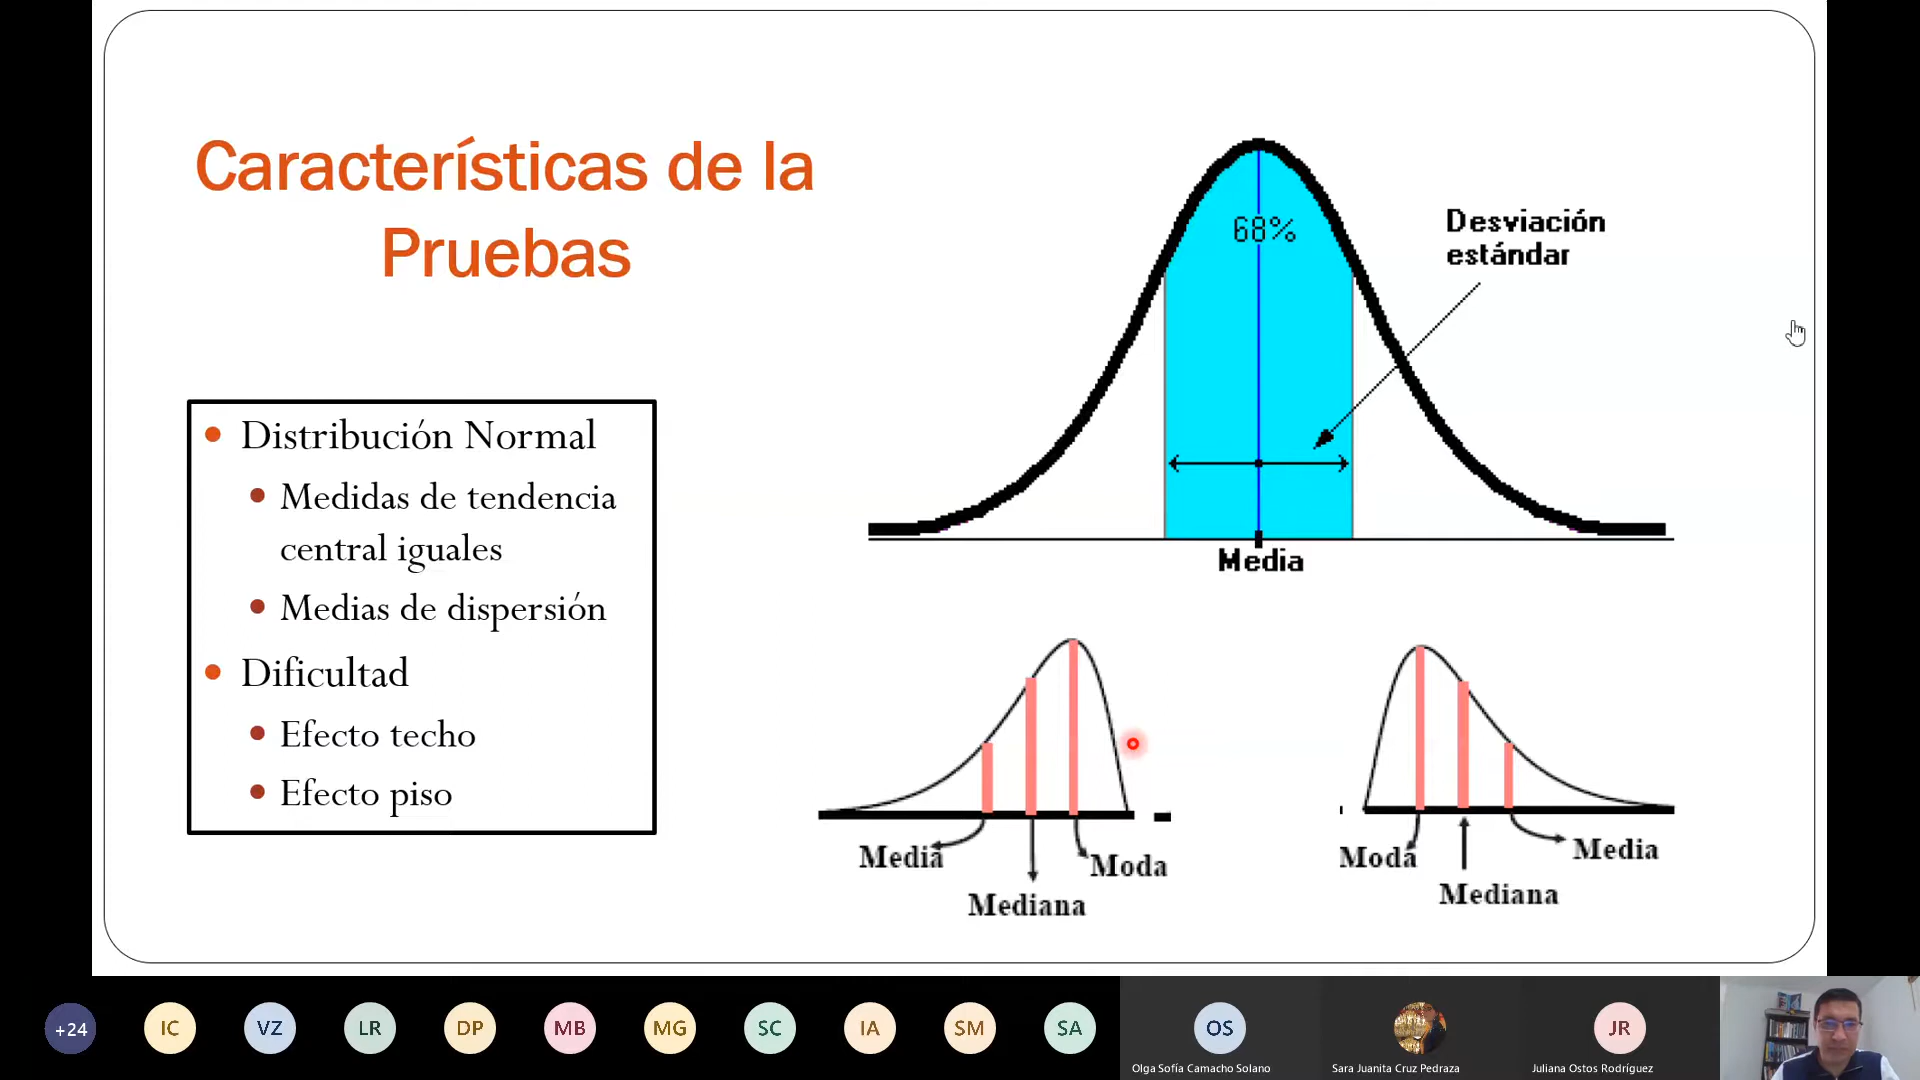 Características de la
Pruebas
Distribución Normal
Medidas de tendencia
central iguales
Medias de dispersión
Dificultad
Efecto techo
Efecto piso
68%
Desviación
estándar
Media
Media
Mediana
Moda
Moda
Mediana
Media
+24
IC
VZ
LR
DP
MB
MG
SC
IA
SM
SA
OS
JR
Olga Sofía Camacho Solano
Sara Juanita Cruz Pedraza
Juliana Ostos Rodríguez